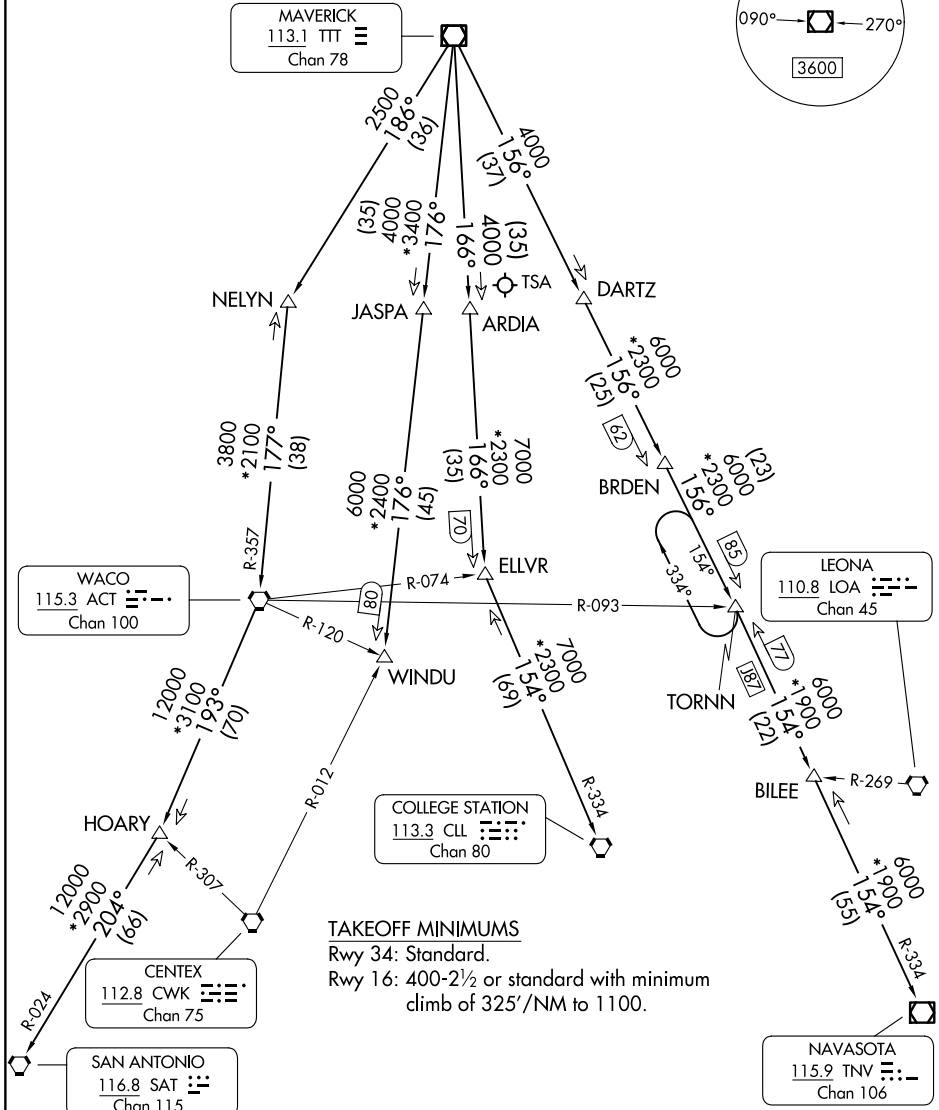 MAVERICK
113.1 TTT
Chan 78
090°
270°
3600
2500
186°
(36)
(35)
4000
*3400
176°
(35)
4000
166°
4000
156°
(37)
TSA
NELYN
JASPA
ARDIA
DARTZ
6000
*2300
156°
(25)
62
BRDEN
(23)
6000
*2300
156°
3800
*2100
177°
(38)
6000
*2400
176°
(45)
7000
*2300
166°
(35)
70
85
154°
334°
R-357
WACO
115.3 ACT
Chan 100
R-074
ELLVR
R-093
R-120
80
WINDU
LEONA
110.8 LOA
Chan 45
TORNN
77
J87
6000
*1900
154°
(22)
7000
*2300
154°
(69)
12000
*3100
193°
(70)
R-012
BILEE
R-269
HOARY
R-307
COLLEGE STATION
113.3 CLL
Chan 80
R-334
12000
*2900
204°
(66)
6000
*1900
154°
(55)
R-334
TAKEOFF MINIMUMS
Rwy 34: Standard.
Rwy 16: 400-2½ or standard with minimum
climb of 325'/NM to 1100.
CENTEX
112.8 CWK
Chan 75
R-024
SAN ANTONIO
116.8 SAT
Chan 115
NAVASOTA
115.9 TNV
Chan 106